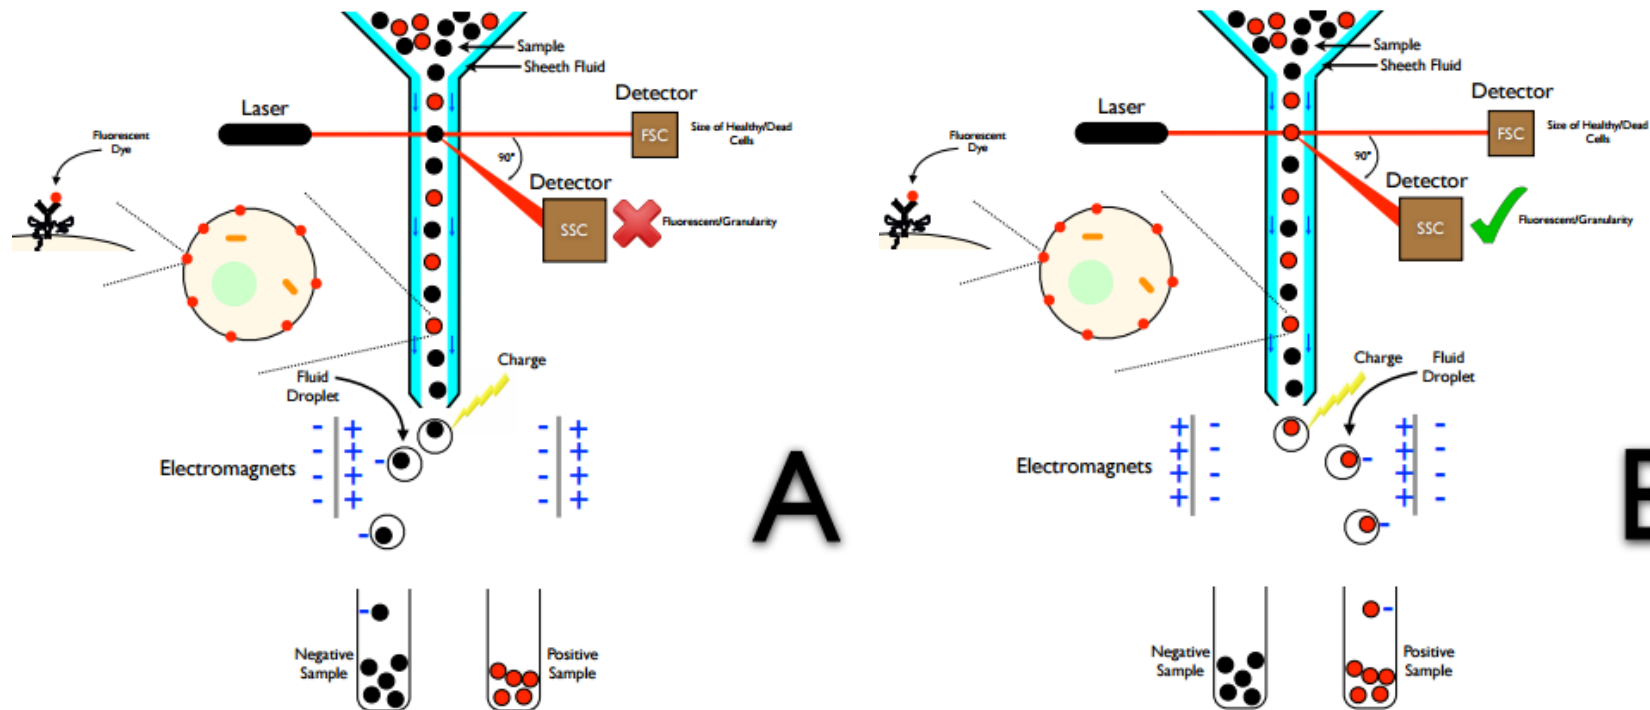 Sample
Sheeth Fluid
Laser
Detector
FSC
Size of Healthy/Dead
Cells
Fluorescent
Dye
90°
Detector
SSC
Fluorescent/Granularity
Charge
Fluid
Droplet
- + - +
- + - +
- + - +
- + - +
Electromagnets
-
-
A
-
Negative
Sample
Positive
Sample
Sample
Sheeth Fluid
Laser
Detector
FSC
Size of Healthy/Dead
Cells
Fluorescent
Dye
90°
Detector
SSC
Fluorescent/Granularity
Charge
Fluid
Droplet
+ - + -
+ - + -
+ - + -
+ - + -
Electromagnets
-
-
-
Negative
Sample
Positive
Sample